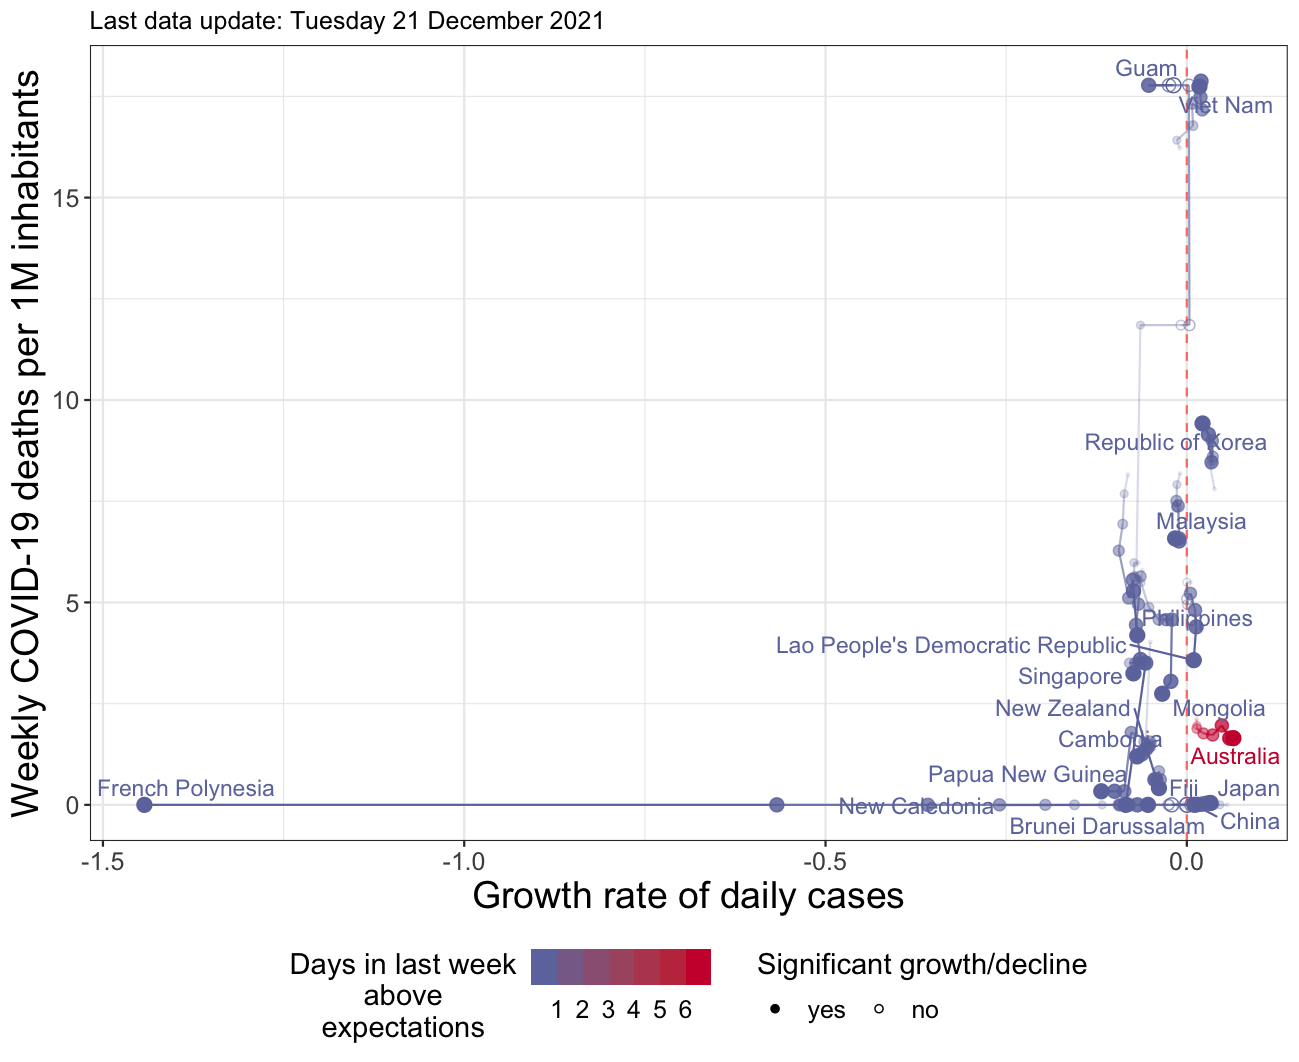 Last data update: Tuesday 21 December 2021
Weekly COVID-19 deaths per 1M inhabitants
15
10
5
0
Guam
Viet Nam
Republic of Korea
Malaysia
Philippines
Lao People's Democratic Republic
Singapore
New Zealand
Mongolia
Cambodia
Australia
Papua New Guinea
French Polynesia
Fiji
Japan
New Caledonia
Brunei Darussalam
China
-1.5
-1.0
-0.5
0.0
Growth rate of daily cases
Days in last week
above
expectations
1 2 3 4 5 6
Significant growth/decline
yes
no